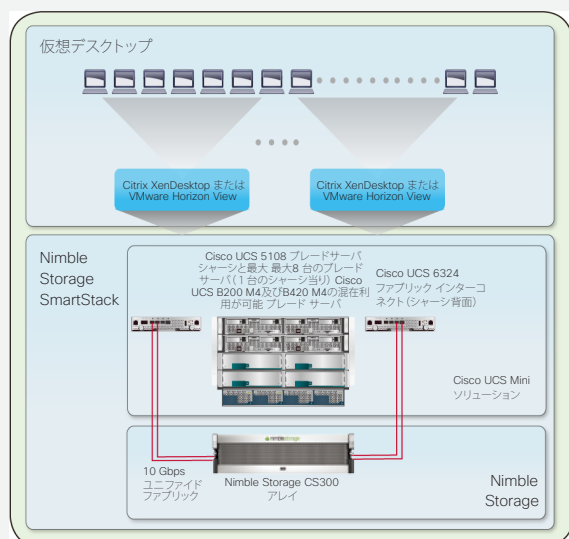 仮想デスクトップ
Citrix XenDesktop または
VMware Horizon View
Citrix XenDesktop または
VMware Horizon View
Nimble
Storage
SmartStack
Cisco UCS 5108 ブレードサーバ
シャーシと最大 最大8 台のブレード
サーバ(1 台のシャーシ当り) Cisco
UCS B200 M4及びB420 M4の混在利
用が可能 ブレード サーバ
Cisco UCS 6324
ファブリック インターコ
ネクト(シャーシ背面)
Cisco UCS Mini
ソリューション
nimblestorage
10 Gbps
ユニファイド
ファブリック
Nimble Storage CS300
アレイ
Nimble
Storage